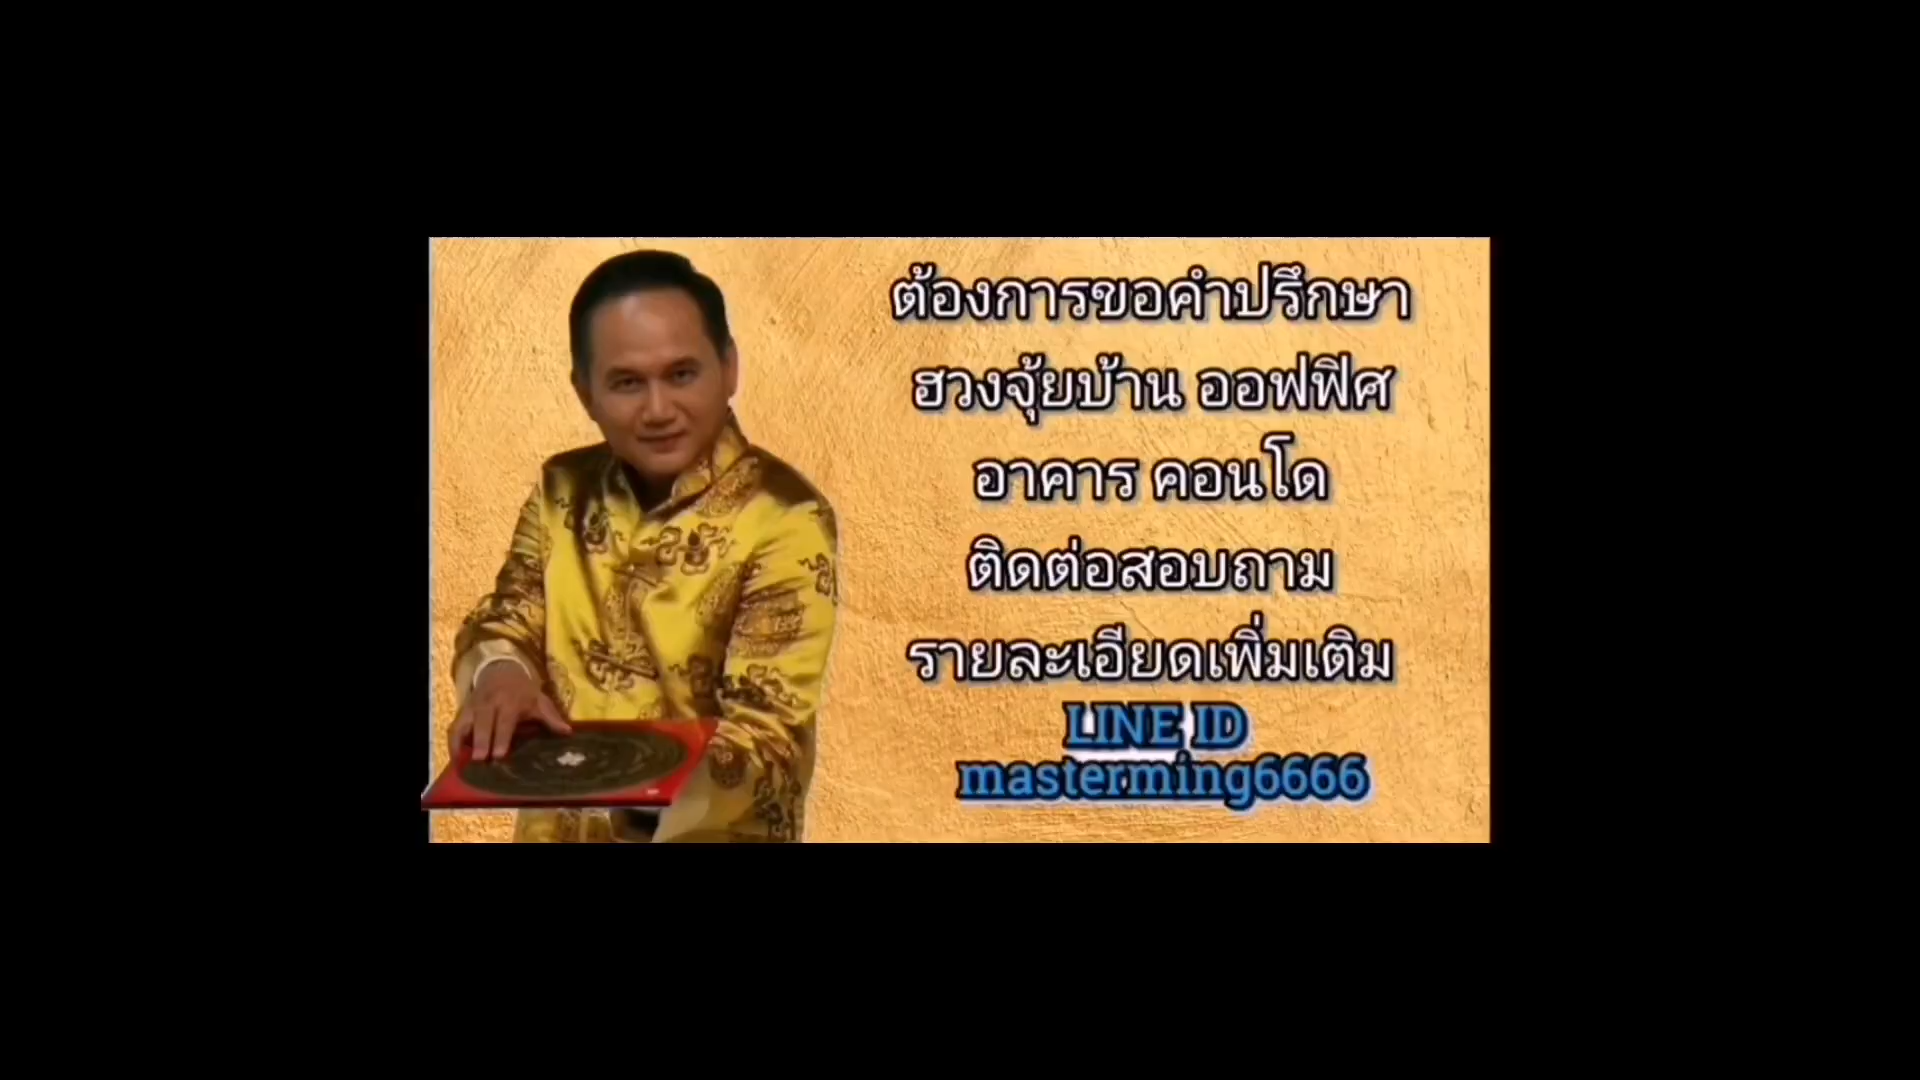 ต้องการขอคำปรึกษา
ฮวงจุ้ยบ้าน ออฟฟิศ
อาคาร คอนโด
ติดต่อสอบถาม
รายละเอียดเพิ่มเติม
LINE ID
masterming6666